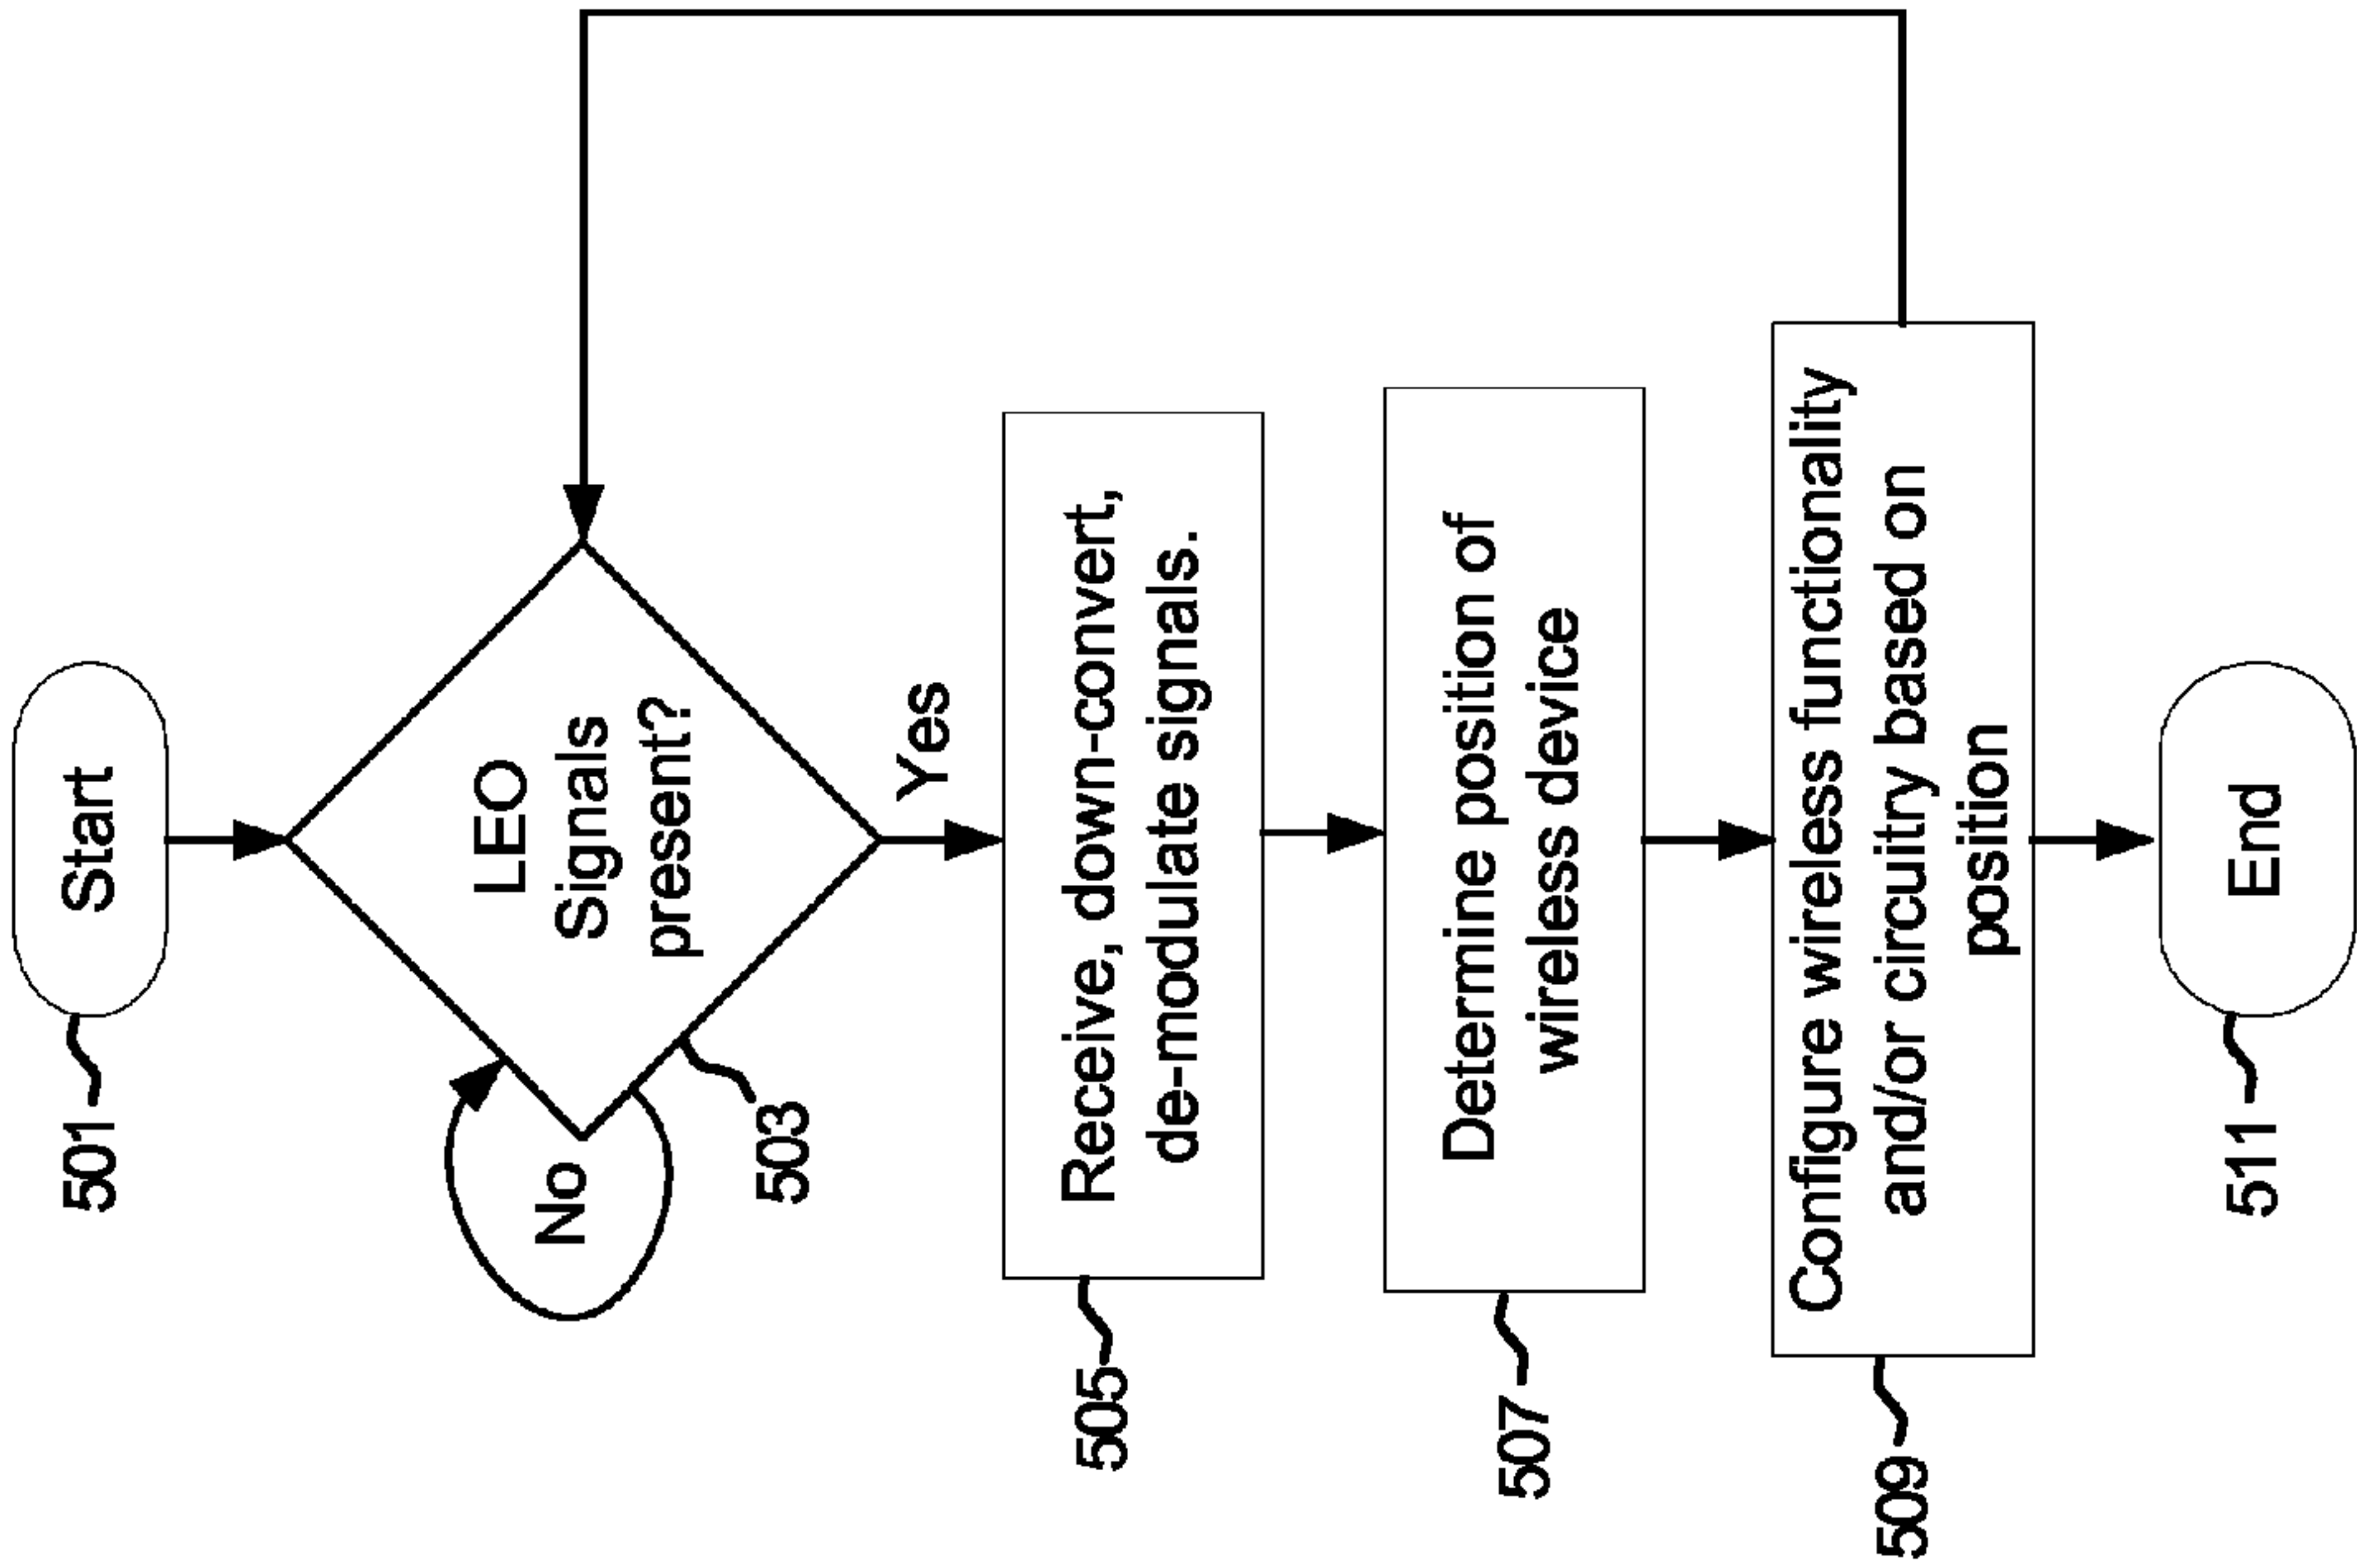 501
Start
No
LEO
Signals
present?
503
Yes
505
Receive, down-convert,
de-modulate signals.
507
Determine position of
wireless device
509
Configure wireless functionality
and/or circuitry based on
position
511
End